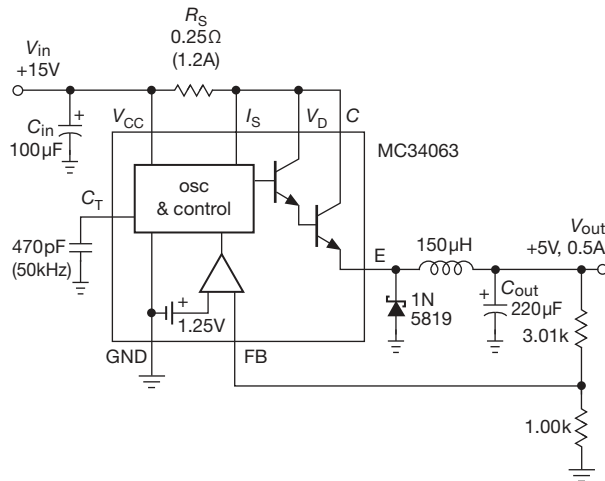 R_S
0.25Ω
(1.2A)
V_in
+15V
C_in
100µF
+
V_CC
I_S
V_D
C
MC34063
osc
& control
C_T
470pF
(50kHz)
+
1.25V
GND
FB
E
150µH
V_out
+5V, 0.5A
1N
5819
+
C_out
220µF
3.01k
1.00k